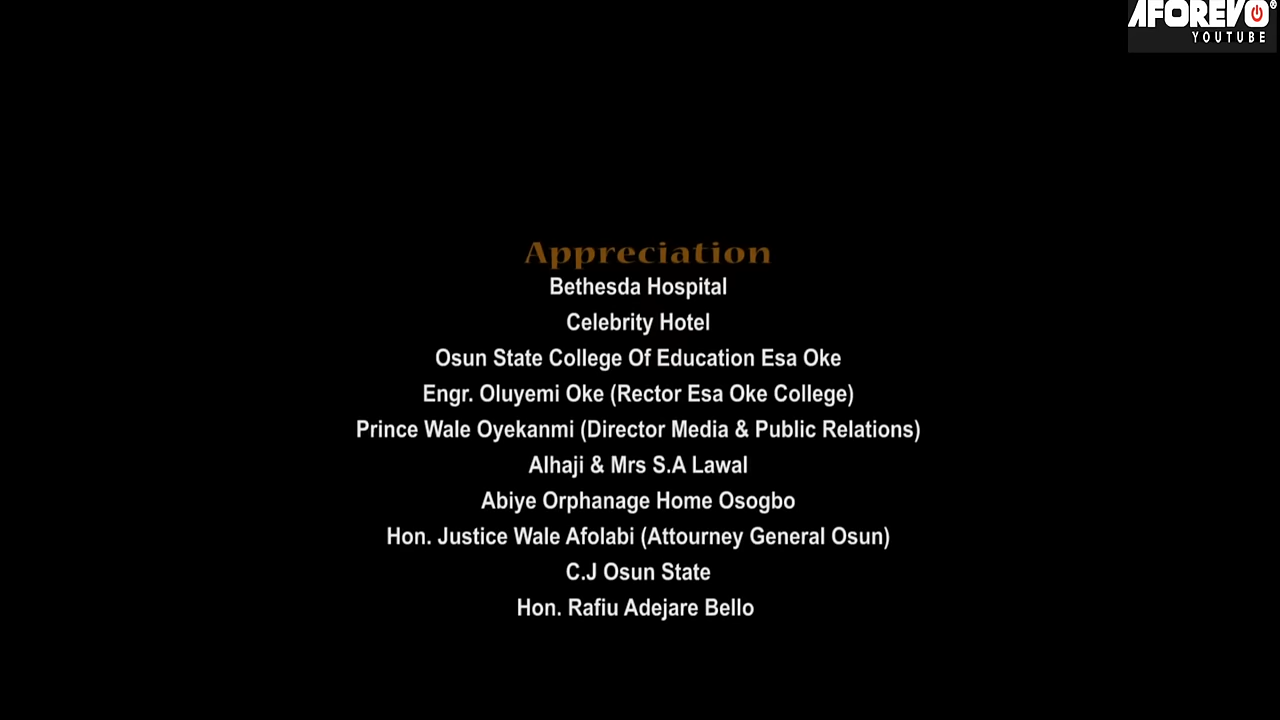 AFOREVO®
YOUTUBE
Appreciation
Bethesda Hospital
Celebrity Hotel
Osun State College Of Education Esa Oke
Engr. Oluyemi Oke (Rector Esa Oke College)
Prince Wale Oyekanmi (Director Media & Public Relations)
Alhaji & Mrs S.A Lawal
Abiye Orphanage Home Osogbo
Hon. Justice Wale Afolabi (Attourney General Osun)
C.J Osun State
Hon. Rafiu Adejare Bello